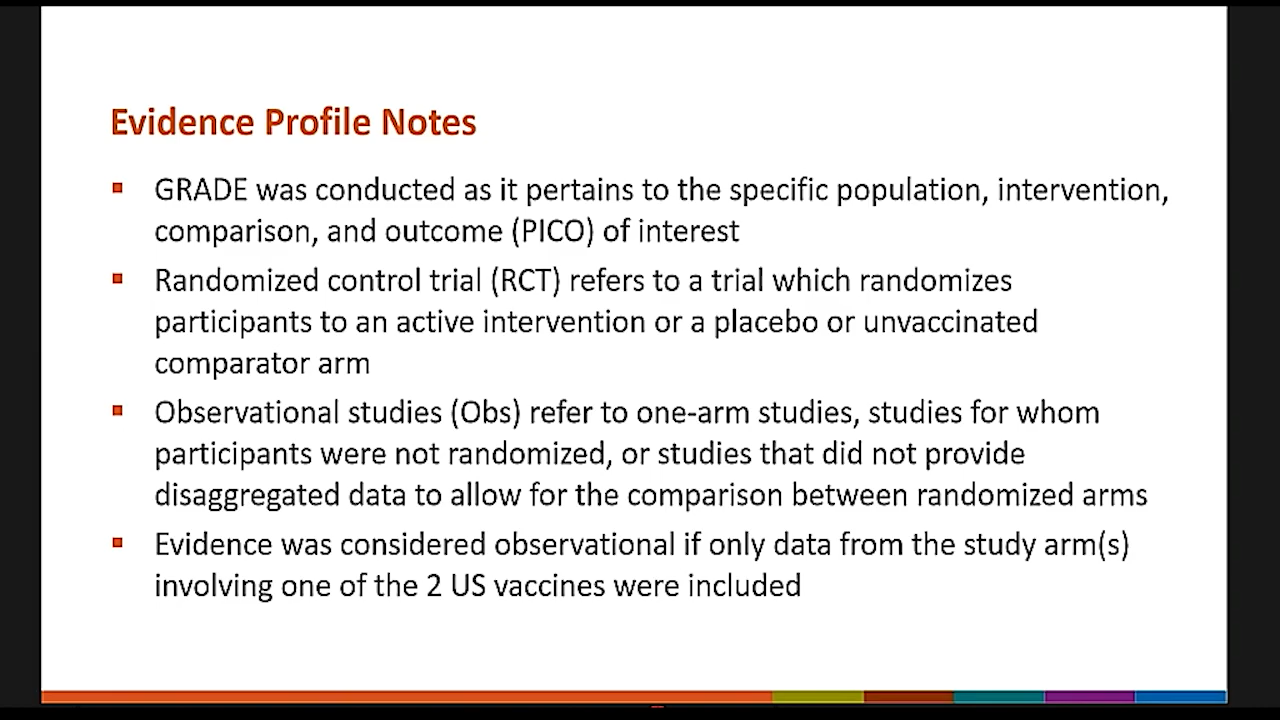 Evidence Profile Notes
▪ GRADE was conducted as it pertains to the specific population, intervention,
comparison, and outcome (PICO) of interest
▪ Randomized control trial (RCT) refers to a trial which randomizes
participants to an active intervention or a placebo or unvaccinated
comparator arm
▪ Observational studies (Obs) refer to one-arm studies, studies for whom
participants were not randomized, or studies that did not provide
disaggregated data to allow for the comparison between randomized arms
▪ Evidence was considered observational if only data from the study arm(s)
involving one of the 2 US vaccines were included